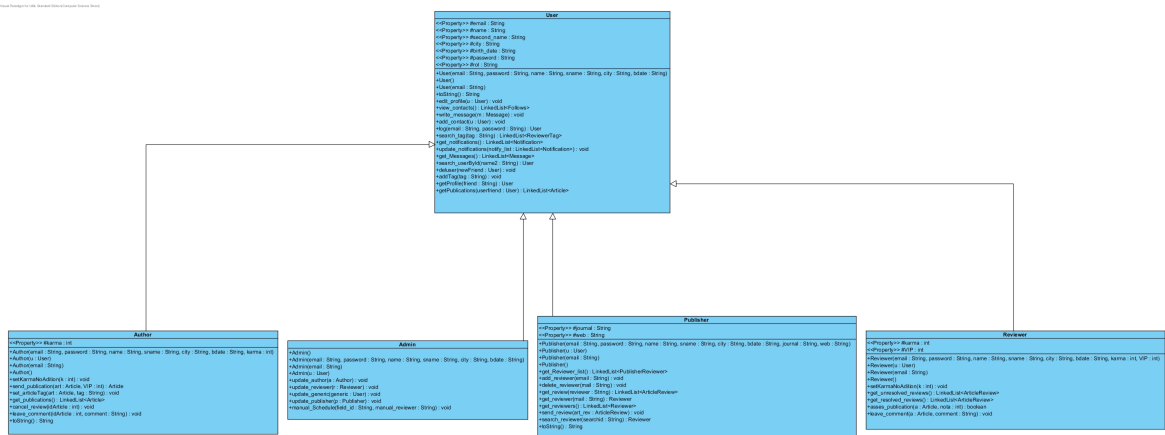 Visual Paradigm for UML Standard Edition(Computer Science School)
User
<<Property>> #email : String
<<Property>> #name : String
<<Property>> #second_name : String
<<Property>> #city : String
<<Property>> #birth_date : String
<<Property>> #password : String
<<Property>> #rol : String
+User(email : String, password : String, name : String, sname : String, city : String, bdate : String)
+User()
+User(email : String)
+toString() : String
+edit_profile(u : User) : void
+view_contacts() : LinkedList<Follows>
+write_message(m : Message) : void
+add_contact(u : User) : void
+log(email : String, password : String) : User
+search_tag(tag : String) : LinkedList<ReviewerTag>
+get_notifications() : LinkedList<Notification>
+update_notifications(notify_list : LinkedList<Notification>) : void
+get_Messages() : LinkedList<Message>
+search_userById(name2 : String) : User
+deluser(newFriend : User) : void
+addTag(tag : String) : void
+getProfile(friend : String) : User
+getPublications(userfriend : User) : LinkedList<Article>
Author
<<Property>> #karma : int
+Author(email : String, password : String, name : String, sname : String, city : String, bdate : String, karma : int)
+Author(u : User)
+Author(email : String)
+Author()
+setKarmaNoAdition(k : int) : void
+send_publication(art : Article, VIP : int) : Article
+set_articleTag(art : Article, tag : String) : void
+get_publications() : LinkedList<Article>
+cancel_review(idArticle : int) : void
+leave_comment(idArticle : int, comment : String) : void
+toString() : String
Admin
+Admin()
+Admin(email : String, password : String, name : String, sname : String, city : String, bdate : String)
+Admin(email : String)
+Admin(u : User)
+update_author(a : Author) : void
+update_reviewer(r : Reviewer) : void
+update_generic(generic : User) : void
+update_publisher(p : Publisher) : void
+manual_Schedule(field_id : String, manual_reviewer : String) : void
Publisher
<<Property>> #journal : String
<<Property>> #web : String
+Publisher(email : String, password : String, name : String, sname : String, city : String, bdate : String, journal : String, web : String)
+Publisher(u : User)
+Publisher(email : String)
+Publisher()
+get_Reviewer_list() : LinkedList<PublisherReviewer>
+add_reviewer(email : String) : void
+delete_reviewer(mail : String) : void
+get_review(reviewer : String) : LinkedList<ArticleReview>
+get_reviewer(mail : String) : Reviewer
+get_reviewers() : LinkedList<Reviewer>
+send_review(art_rev : ArticleReview) : void
+search_reviewer(searchid : String) : Reviewer
+toString() : String
Reviewer
<<Property>> #karma : int
<<Property>> #VIP : int
+Reviewer(email : String, password : String, name : String, sname : String, city : String, bdate : String, karma : int, VIP : int)
+Reviewer(u : User)
+Reviewer(email : String)
+Reviewer()
+setKarmaNoAdition(k : int) : void
+get_unresolved_reviews() : LinkedList<ArticleReview>
+get_resolved_reviews() : LinkedList<ArticleReview>
+asses_publication(a : Article, nota : int) : boolean
+leave_comment(a : Article, comment : String) : void